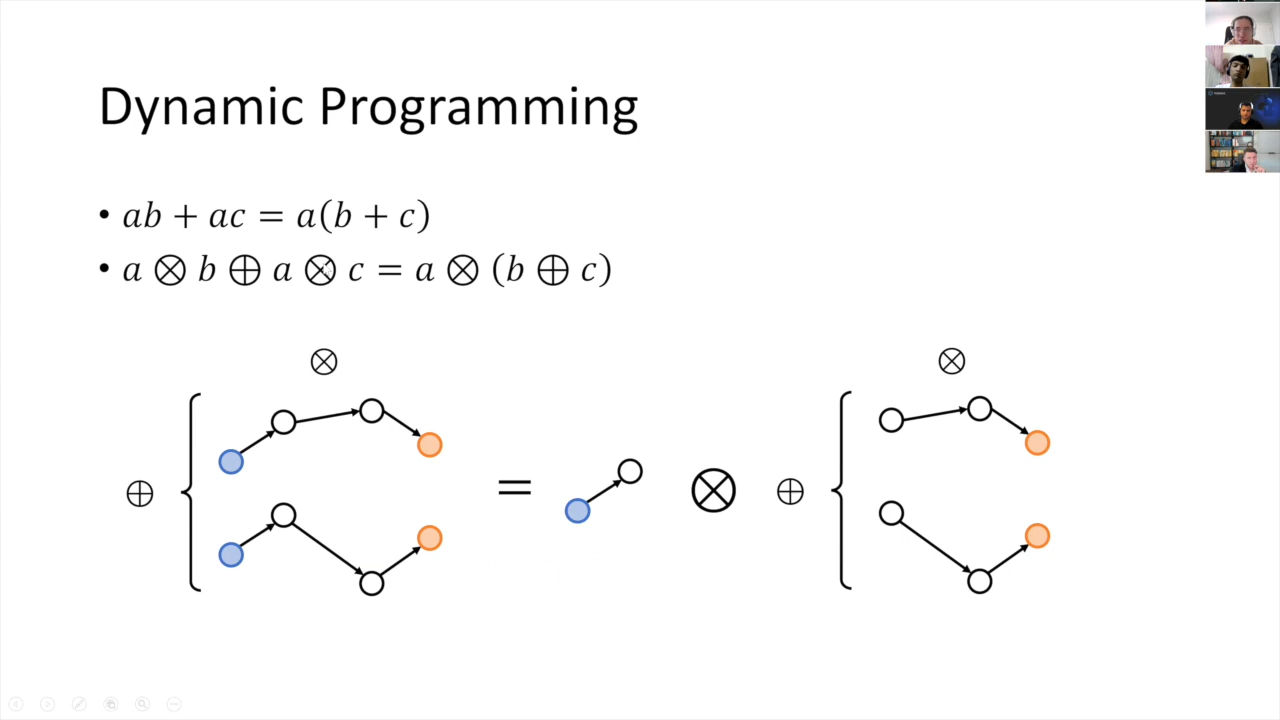 Dynamic Programming
• ab + ac = a(b + c)
• a ⊗ b ⊕ a ⊗ c = a ⊗ (b ⊕ c)
⊗ ⊗
⊕ = ⊗ ⊕